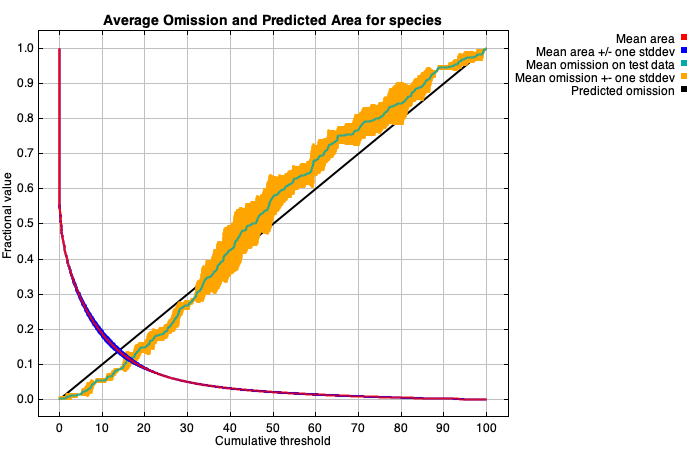 Average Omission and Predicted Area for species
Mean area
Mean area +/- one stddev
Mean omission on test data
Mean omission +- one stddev
Predicted omission
Fractional value
1.0
0.9
0.8
0.7
0.6
0.5
0.4
0.3
0.2
0.1
0.0
0 10 20 30 40 50 60 70 80 90 100
Cumulative threshold